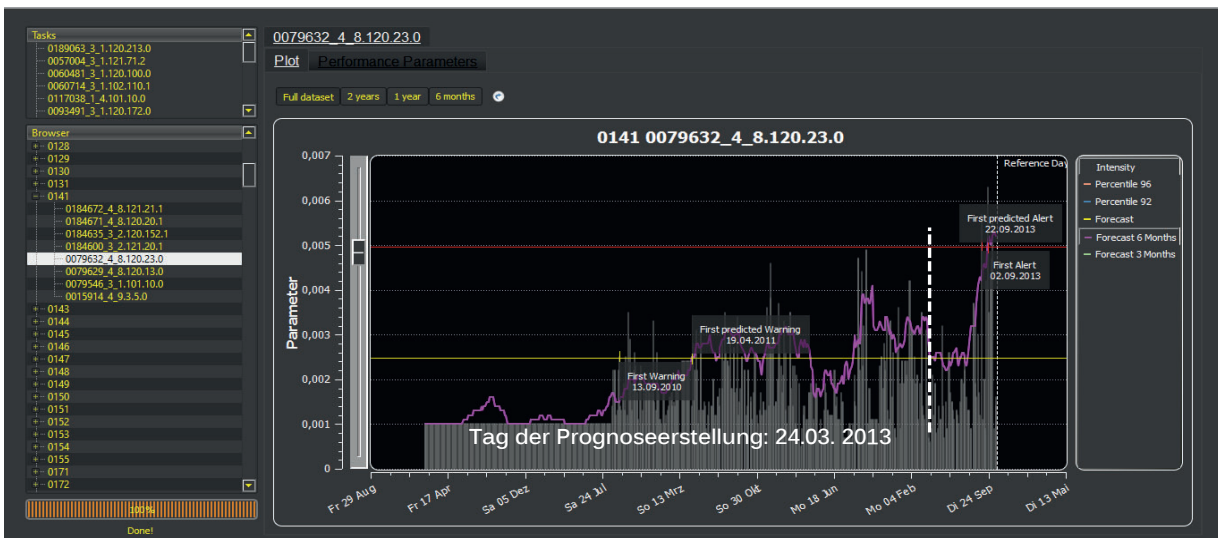 Tasks
0189063_3_1.120.213.0
0057004_3_1.121.71.2
0060481_3_1.120.100.0
0060714_3_1.102.110.1
0117038_1_4.101.10.0
0093491_3_1.120.172.0
Browser
0128
0129
0130
0131
0141
0184672_4_8.121.21.1
0184671_4_8.120.20.1
0184635_3_2.120.152.1
0184600_3_2.121.20.1
0079632_4_8.120.23.0
0079629_4_8.120.13.0
0079546_3_1.101.10.0
0015914_4_9.3.5.0
0143
0144
0145
0146
0147
0148
0149
0150
0151
0152
0153
0154
0155
0171
0172
100%
Done!
0079632_4_8.120.23.0
Plot Performance Parameters
Full dataset 2 years 1 year 6 months
0141 0079632_4_8.120.23.0
Parameter
0,007
0,006
0,005
0,004
0,003
0,002
0,001
0
Reference Day
First predicted Alert
22.09.2013
First Alert
02.09.2013
First predicted Warning
19.04.2011
First Warning
13.09.2010
Tag der Prognoseerstellung: 24.03. 2013
Fr 29 Aug
Fr 17 Apr
Sa 05 Dez
Sa 24 Jul
So 13 Mrz
So 30 Okt
Mo 18 Jun
Mo 04 Feb
Di 24 Sep
Di 13 Mai
Intensity
Percentile 96
Percentile 92
Forecast
Forecast 6 Months
Forecast 3 Months